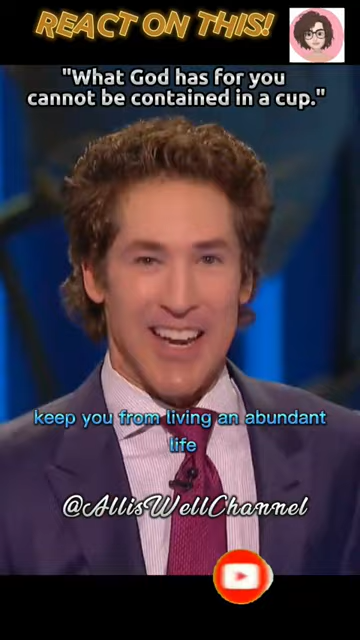 REACT ON THIS!
"What God has for you
cannot be contained in a cup."
keep you from living an abundant
life
@AllisWellChannel